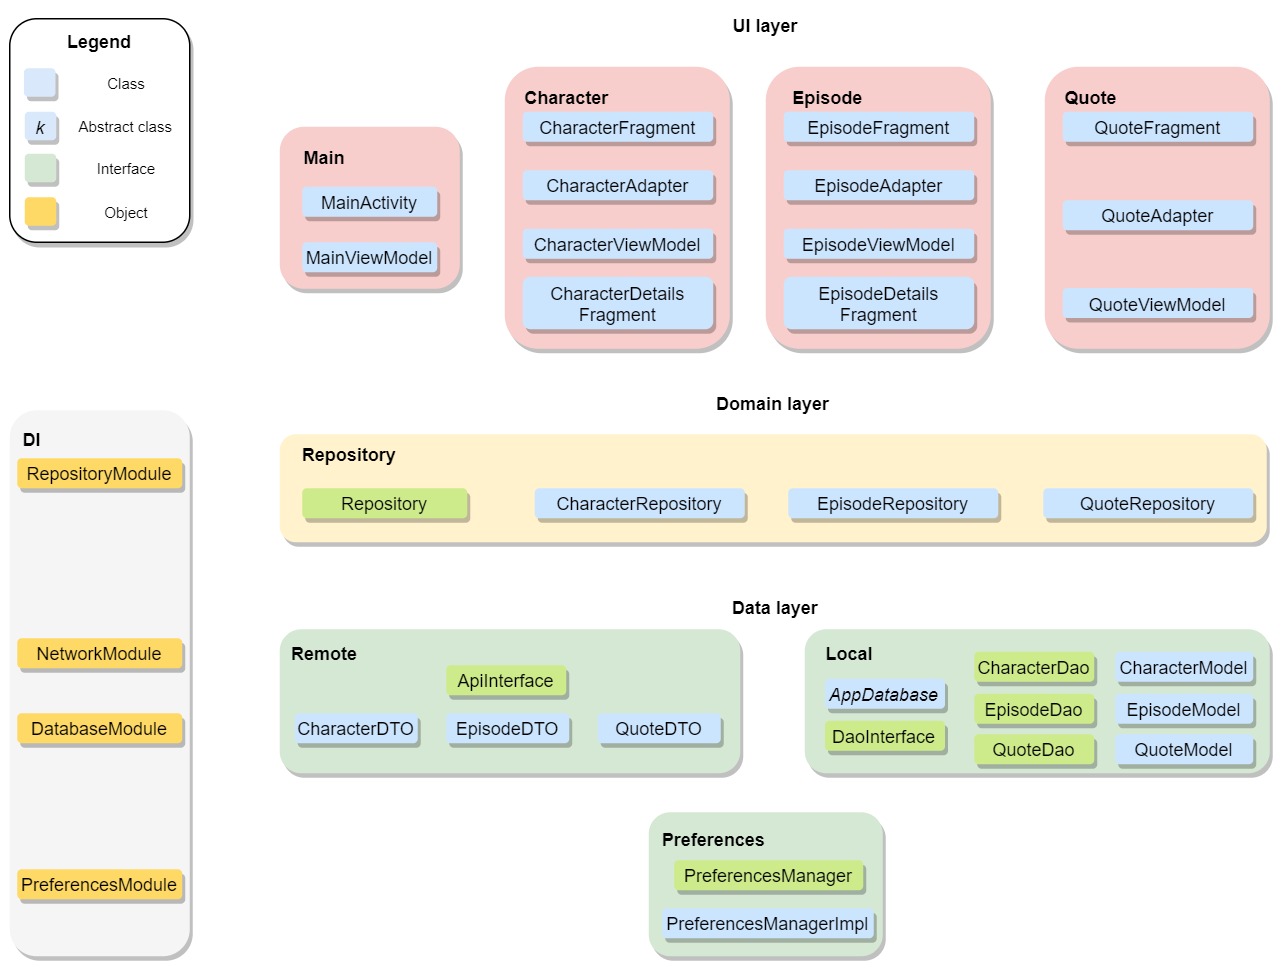 Legend
Class
k
Abstract class
Interface
Object
UI layer
Main
MainActivity
MainViewModel
Character
CharacterFragment
CharacterAdapter
CharacterViewModel
CharacterDetails
Fragment
Episode
EpisodeFragment
EpisodeAdapter
EpisodeViewModel
EpisodeDetails
Fragment
Quote
QuoteFragment
QuoteAdapter
QuoteViewModel
DI
RepositoryModule
NetworkModule
DatabaseModule
PreferencesModule
Domain layer
Repository
Repository
CharacterRepository
EpisodeRepository
QuoteRepository
Data layer
Remote
ApiInterface
CharacterDTO
EpisodeDTO
QuoteDTO
Local
AppDatabase
DaoInterface
CharacterDao
EpisodeDao
QuoteDao
CharacterModel
EpisodeModel
QuoteModel
Preferences
PreferencesManager
PreferencesManagerImpl